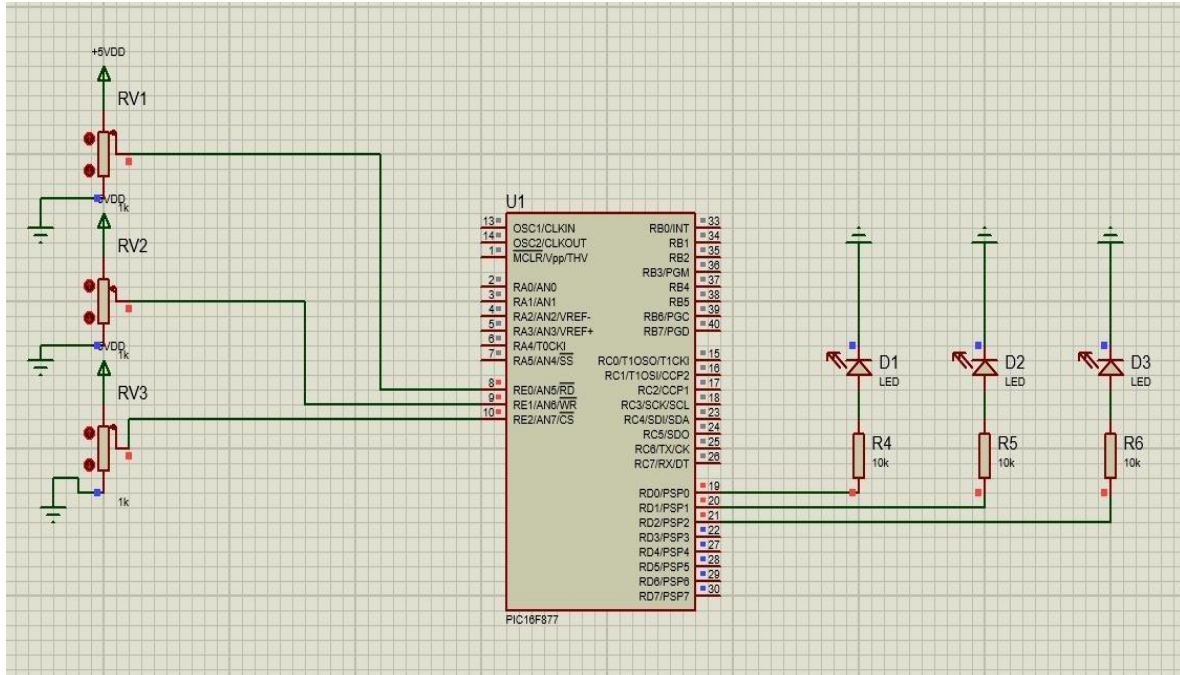 +5VDD
RV1
1k
RV2
1k
RV3
1k
U1
13 OSC1/CLKIN
14 OSC2/CLKOUT
1 MCLR/Vpp/THV
2 RA0/AN0
3 RA1/AN1
4 RA2/AN2/VREF-
5 RA3/AN3/VREF+
6 RA4/T0CKI
7 RA5/AN4/SS
8 RE0/AN5/RD
9 RE1/AN6/WR
10 RE2/AN7/CS
RB0/INT 33
RB1 34
RB2 35
RB3/PGM 36
RB4 37
RB5 38
RB6/PGC 39
RB7/PGD 40
RC0/T1OSO/T1CKI 15
RC1/T1OSI/CCP2 16
RC2/CCP1 17
RC3/SCK/SCL 18
RC4/SDI/SDA 23
RC5/SDO 24
RC6/TX/CK 25
RC7/RX/DT 26
RD0/PSP0 19
RD1/PSP1 20
RD2/PSP2 21
RD3/PSP3 22
RD4/PSP4 27
RD5/PSP5 28
RD6/PSP6 29
RD7/PSP7 30
PIC16F877
D1
LED
D2
LED
D3
LED
R4
10k
R5
10k
R6
10k